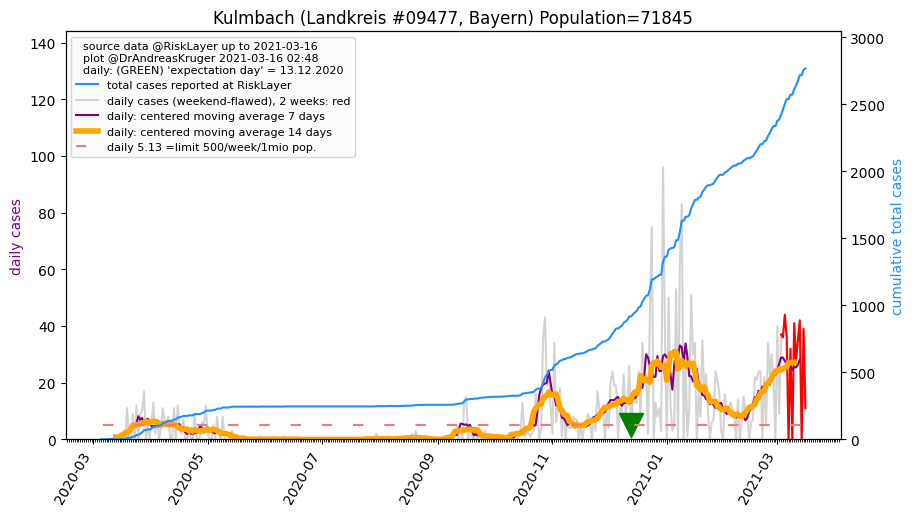 Kulmbach (Landkreis #09477, Bayern) Population=71845
source data @RiskLayer up to 2021-03-16
plot @DrAndreasKruger 2021-03-16 02:48
daily: (GREEN) 'expectation day' = 13.12.2020
total cases reported at RiskLayer
daily cases (weekend-flawed), 2 weeks: red
daily: centered moving average 7 days
daily: centered moving average 14 days
daily 5.13 =limit 500/week/1mio pop.
daily cases
140
120
100
80
60
40
20
0
cumulative total cases
3000
2500
2000
1500
1000
500
0
2020-03
2020-05
2020-07
2020-09
2020-11
2021-01
2021-03